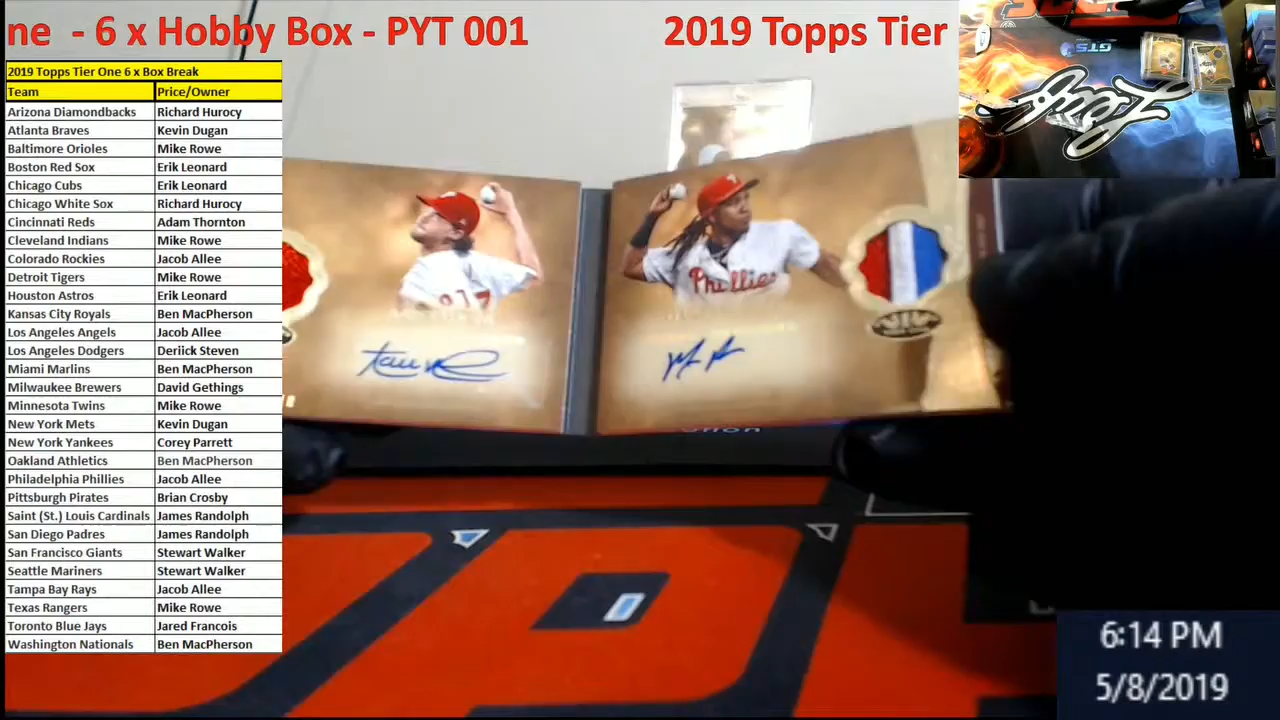 ne - 6 x Hobby Box - PYT 001 2019 Topps Tier
2019 Topps Tier One 6 x Box Break
Team Price/Owner
Arizona Diamondbacks Richard Hurocy
Atlanta Braves Kevin Dugan
Baltimore Orioles Mike Rowe
Boston Red Sox Erik Leonard
Chicago Cubs Erik Leonard
Chicago White Sox Richard Hurocy
Cincinnati Reds Adam Thornton
Cleveland Indians Mike Rowe
Colorado Rockies Jacob Allee
Detroit Tigers Mike Rowe
Houston Astros Erik Leonard
Kansas City Royals Ben MacPherson
Los Angeles Angels Jacob Allee
Los Angeles Dodgers Deriick Steven
Miami Marlins Ben MacPherson
Milwaukee Brewers David Gethings
Minnesota Twins Mike Rowe
New York Mets Kevin Dugan
New York Yankees Corey Parrett
Oakland Athletics Ben MacPherson
Philadelphia Phillies Jacob Allee
Pittsburgh Pirates Brian Crosby
Saint (St.) Louis Cardinals James Randolph
San Diego Padres James Randolph
San Francisco Giants Stewart Walker
Seattle Mariners Stewart Walker
Tampa Bay Rays Jacob Allee
Texas Rangers Mike Rowe
Toronto Blue Jays Jared Francois
Washington Nationals Ben MacPherson
Phillies
GTS
Leaf
6:14 PM
5/8/2019